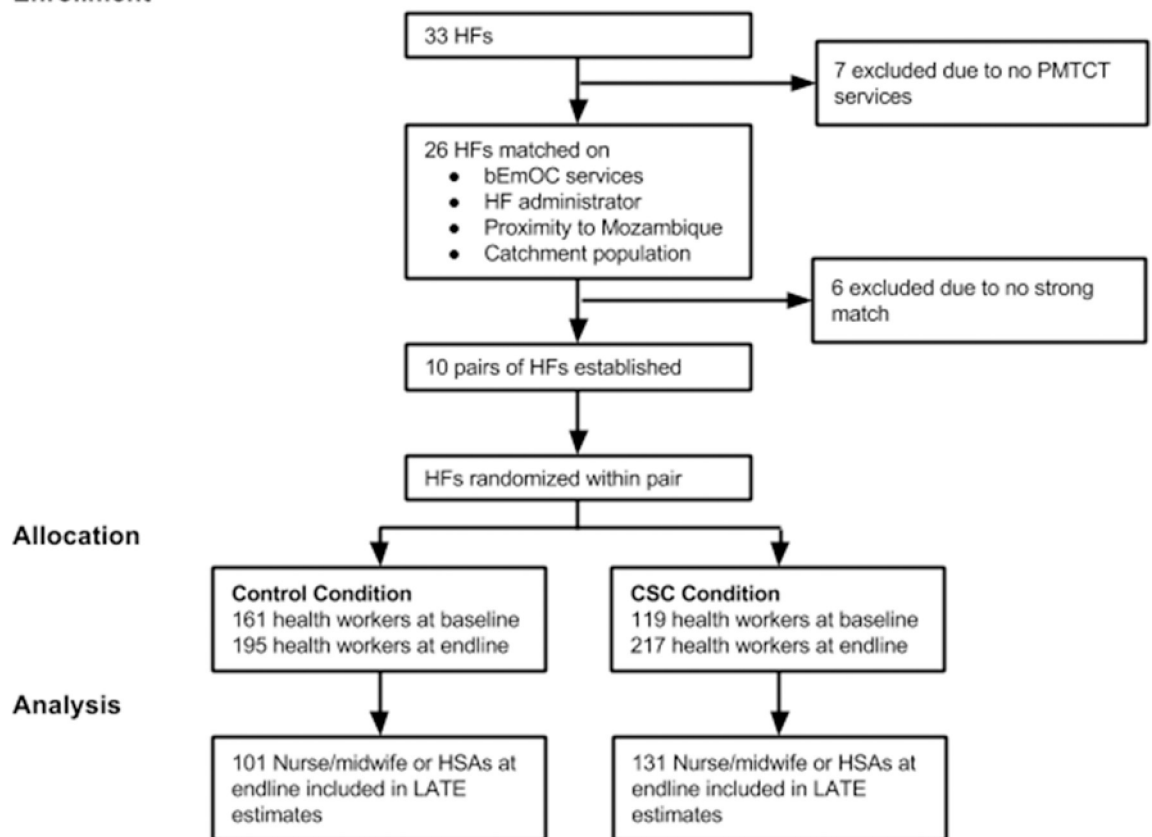 33 HFs
7 excluded due to no PMTCT
services
26 HFs matched on
• bEmOC services
• HF administrator
• Proximity to Mozambique
• Catchment population
6 excluded due to no strong
match
10 pairs of HFs established
HFs randomized within pair
Allocation
Control Condition
161 health workers at baseline
195 health workers at endline
CSC Condition
119 health workers at baseline
217 health workers at endline
Analysis
101 Nurse/midwife or HSAs at
endline included in LATE
estimates
131 Nurse/midwife or HSAs at
endline included in LATE
estimates